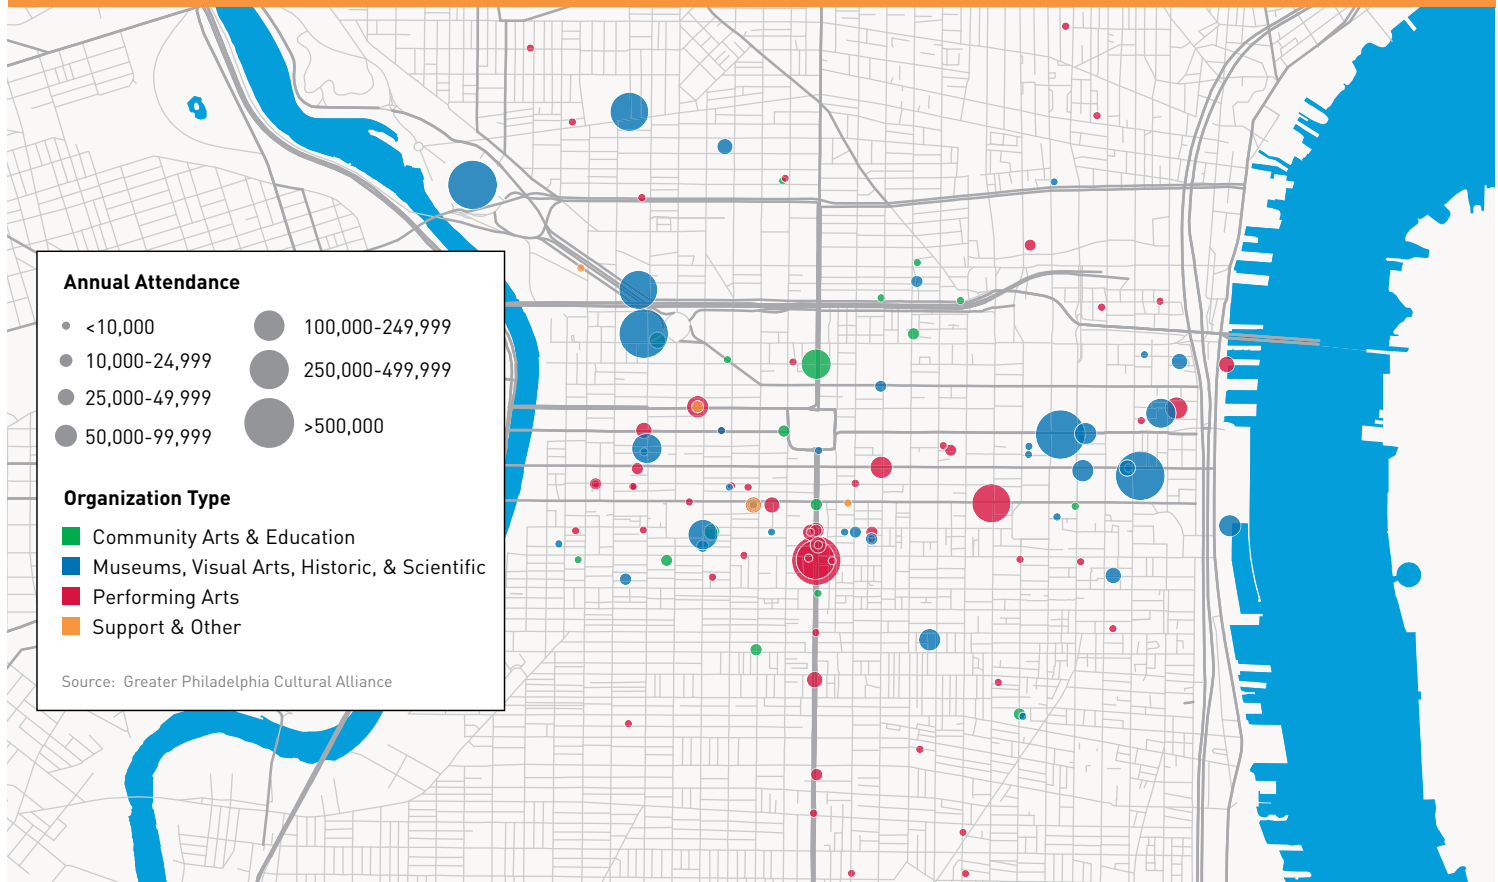 Annual Attendance
<10,000
10,000-24,999
25,000-49,999
50,000-99,999
100,000-249,999
250,000-499,999
>500,000
Organization Type
Community Arts & Education
Museums, Visual Arts, Historic, & Scientific
Performing Arts
Support & Other
Source: Greater Philadelphia Cultural Alliance